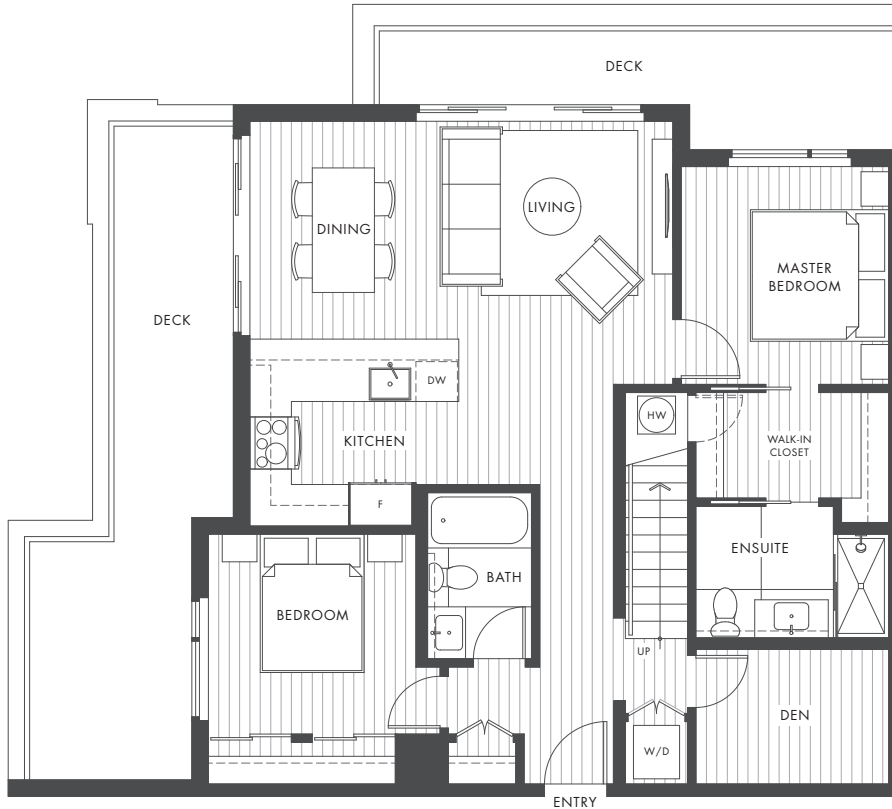 DECK
DINING
LIVING
MASTER
BEDROOM
DECK
DW
KITCHEN
HW
WALK-IN
CLOSET
F
ENSUITE
BATH
BEDROOM
UP
DEN
W/D
ENTRY